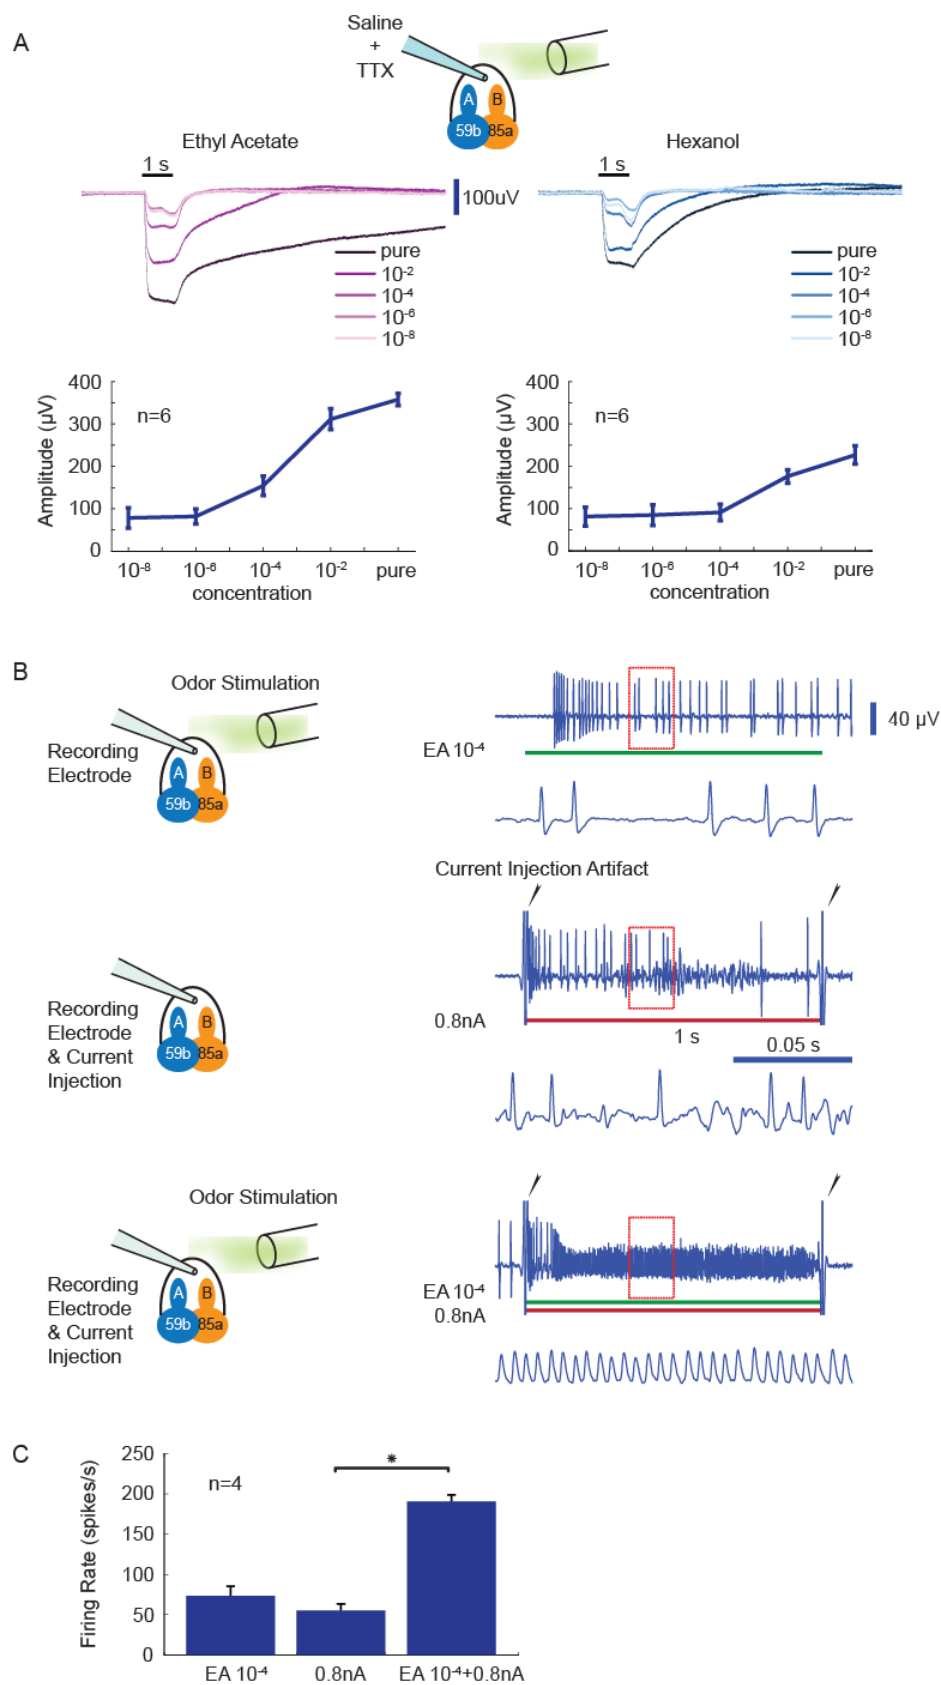 A
Saline
+
TTX
A B
59b 85a
Ethyl Acetate
1 s
100uV
pure
10⁻²
10⁻⁴
10⁻⁶
10⁻⁸
Hexanol
1 s
pure
10⁻²
10⁻⁴
10⁻⁶
10⁻⁸
Amplitude (μV)
400
300
200
100
0
n=6
10⁻⁸ 10⁻⁶ 10⁻⁴ 10⁻² pure
concentration
Amplitude (μV)
400
300
200
100
0
n=6
10⁻⁸ 10⁻⁶ 10⁻⁴ 10⁻² pure
concentration
B
Odor Stimulation
Recording
Electrode
A B
59b 85a
EA 10⁻⁴
40 μV
Current Injection Artifact
Recording
Electrode
& Current
Injection
A B
59b 85a
0.8nA
1 s
0.05 s
Odor Stimulation
Recording
Electrode
& Current
Injection
A B
59b 85a
EA 10⁻⁴
0.8nA
C
Firing Rate (spikes/s)
250
200
150
100
50
0
n=4
*
EA 10⁻⁴ 0.8nA EA 10⁻⁴+0.8nA